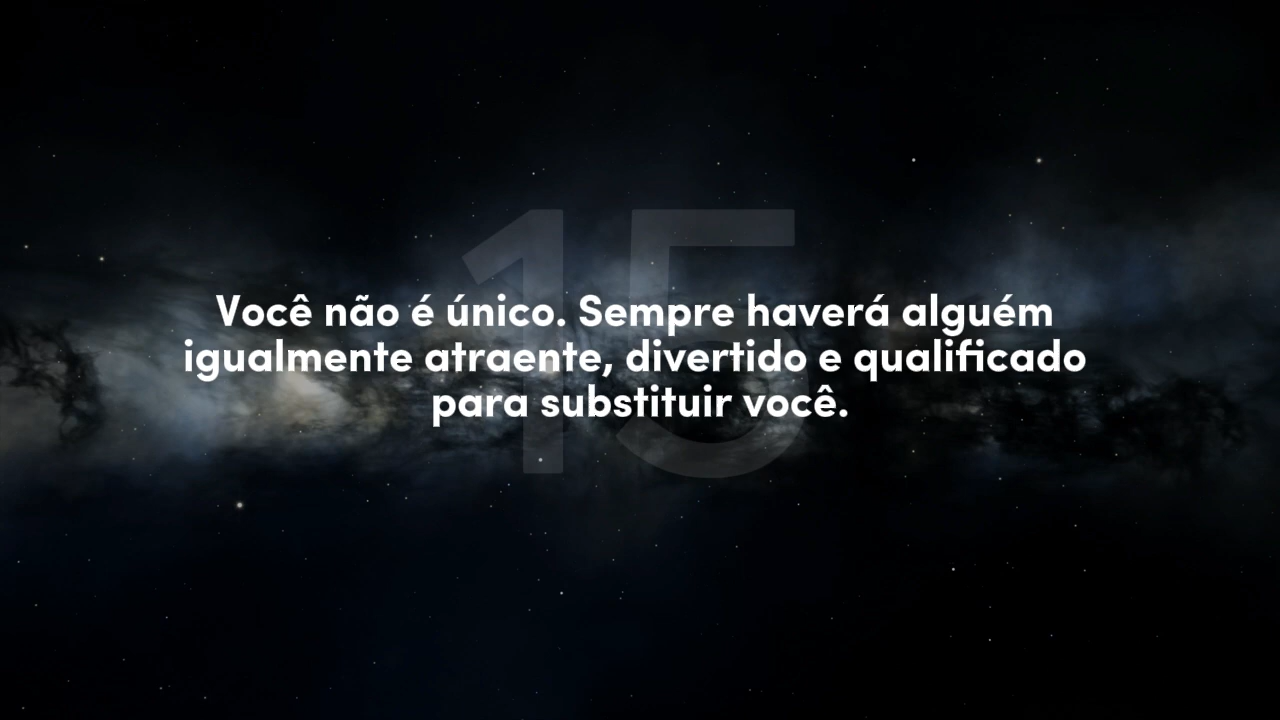 15
Você não é único. Sempre haverá alguém
igualmente atraente, divertido e qualificado
para substituir você.